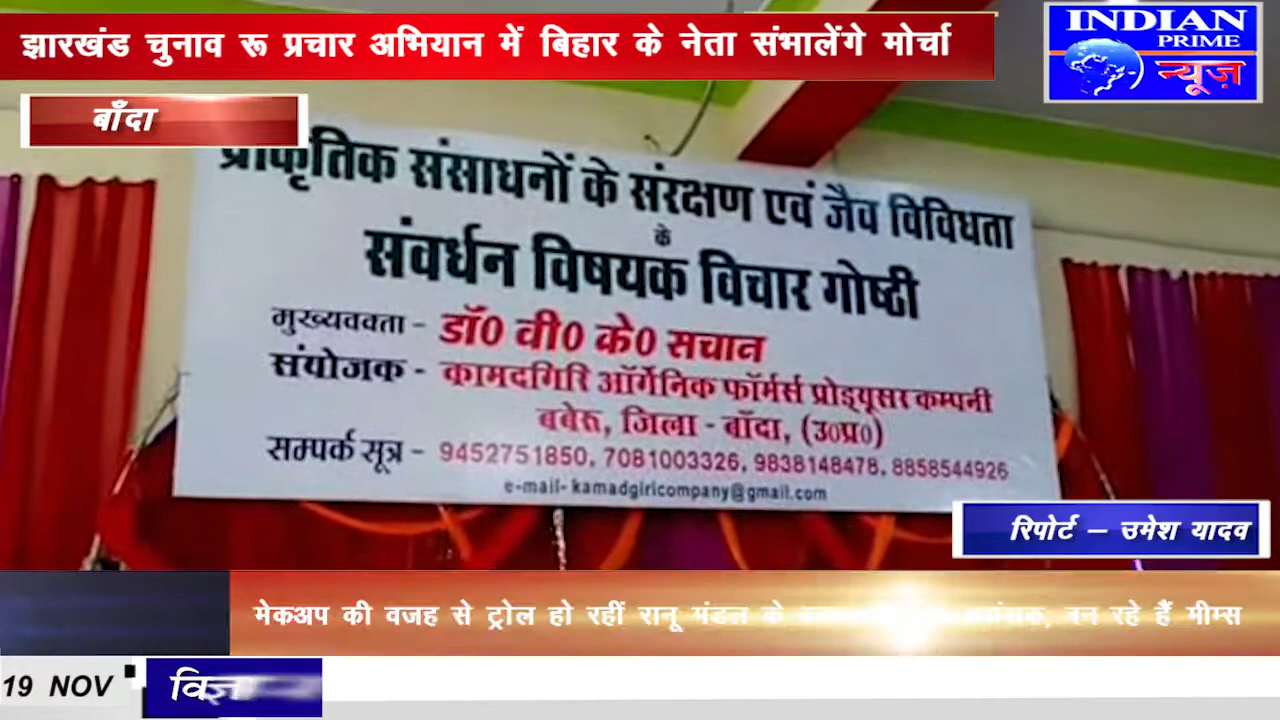 झारखंड चुनाव रू प्रचार अभियान में बिहार के नेता संभालेंगे मोर्चा
INDIAN
PRIME
न्यूज़
बाँदा
प्राकृतिक संसाधनों के संरक्षण एवं जैव विविधता
के
संवर्धन विषयक विचार गोष्ठी
मुख्यवक्ता - डॉ0 वी0 के0 सचान
संयोजक - कामदगिरि ऑर्गेनिक फॉर्मर्स प्रोड्यूसर कम्पनी
बबेरू, जिला - बाँदा, (उ0प्र0)
सम्पर्क सूत्र - 9452751850, 7081003326, 9838148478, 8858544926
e-mail- kamadgiricompany@gmail.com
रिपोर्ट – उमेश यादव
मेकअप की वजह से ट्रोल हो रहीं रानू मंडल के बन रहे हैं मीम्स
19 NOV